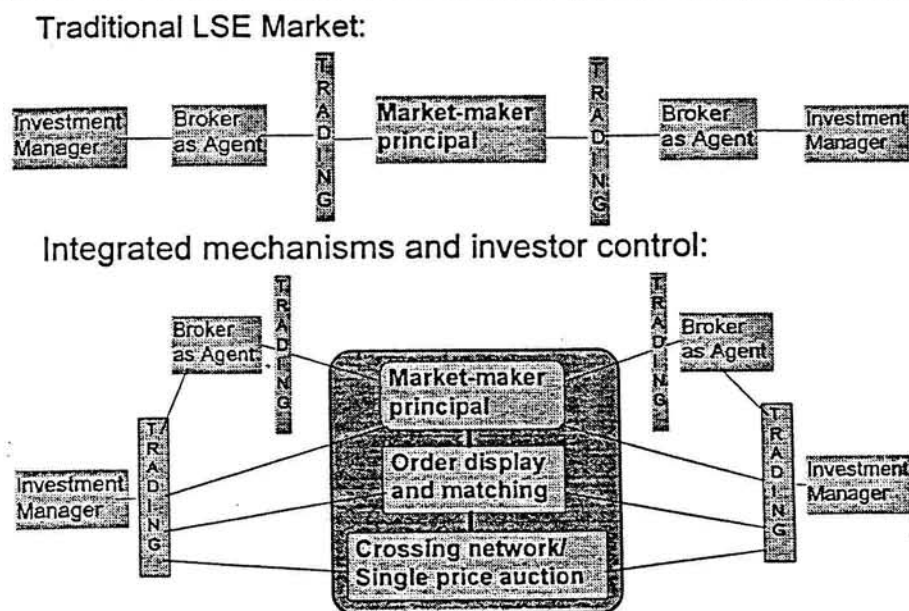 Traditional LSE Market:
Investment
Manager
Broker
as Agent
TRADING
Market-maker
principal
TRADING
Broker
as Agent
Investment
Manager
Integrated mechanisms and investor control:
Broker
as Agent
TRADING
TRADING
Broker
as Agent
Market-maker
principal
Order display
and matching
Crossing network/
Single price auction
Investment
Manager
TRADING
TRADING
Investment
Manager